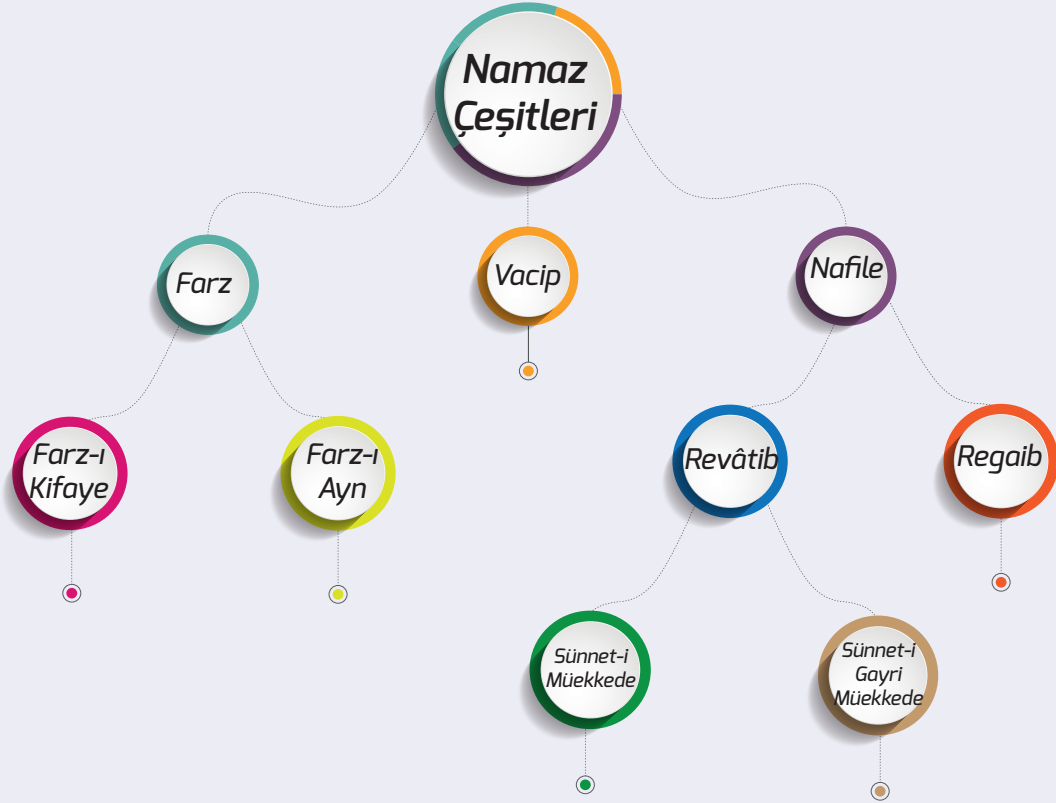 Namaz
Çeşitleri
Farz
Vacip
Nafile
Farz-ı
Kifaye
Farz-ı
Ayn
Revâtib
Regaib
Sünnet-i
Müekkede
Sünnet-i
Gayri
Müekkede